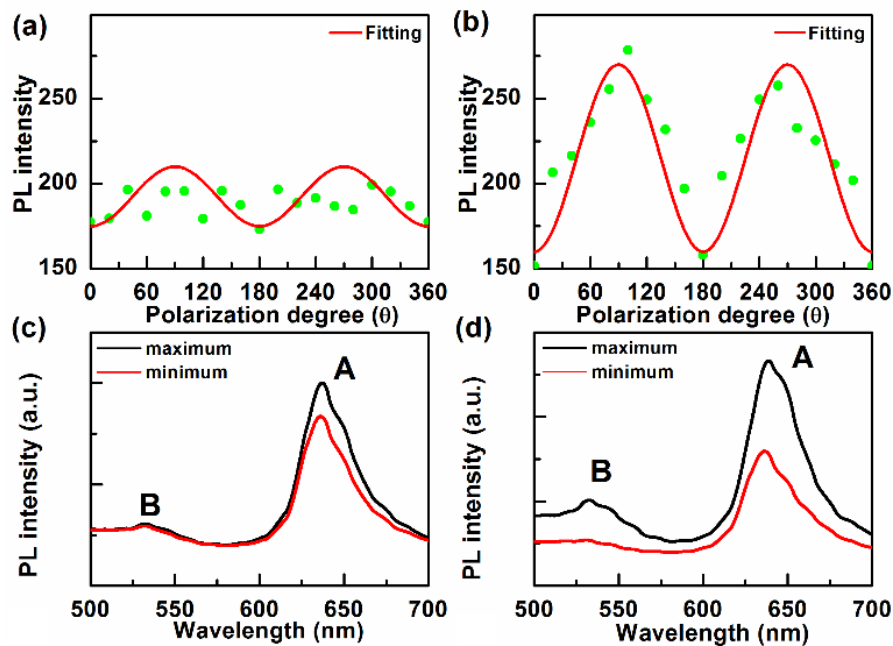 (a)
Fitting
PL intensity
250
200
150
0 60 120 180 240 300 360
Polarization degree (θ)
(b)
Fitting
PL intensity
250
200
150
0 60 120 180 240 300 360
Polarization degree (θ)
(c)
maximum
minimum
A
B
PL intensity (a.u.)
500 550 600 650 700
Wavelength (nm)
(d)
maximum
minimum
A
B
PL intensity (a.u.)
500 550 600 650 700
Wavelength (nm)